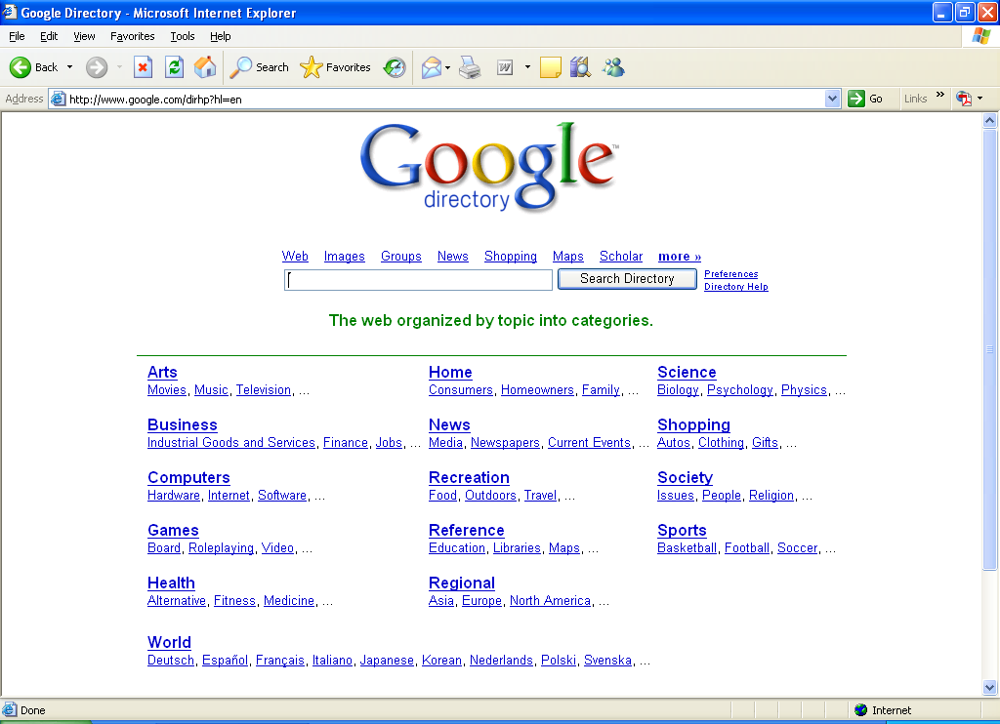 Google Directory - Microsoft Internet Explorer
File Edit View Favorites Tools Help
Back Search Favorites
Address http://www.google.com/dirhp?hl=en Go Links »
Google™
directory
Web Images Groups News Shopping Maps Scholar more »
Search Directory Preferences
Directory Help
The web organized by topic into categories.
Arts Home Science
Movies, Music, Television, ... Consumers, Homeowners, Family, ... Biology, Psychology, Physics, ...
Business News Shopping
Industrial Goods and Services, Finance, Jobs, ... Media, Newspapers, Current Events, ... Autos, Clothing, Gifts, ...
Computers Recreation Society
Hardware, Internet, Software, ... Food, Outdoors, Travel, ... Issues, People, Religion, ...
Games Reference Sports
Board, Roleplaying, Video, ... Education, Libraries, Maps, ... Basketball, Football, Soccer, ...
Health Regional
Alternative, Fitness, Medicine, ... Asia, Europe, North America, ...
World
Deutsch, Español, Français, Italiano, Japanese, Korean, Nederlands, Polski, Svenska, ...
Done Internet